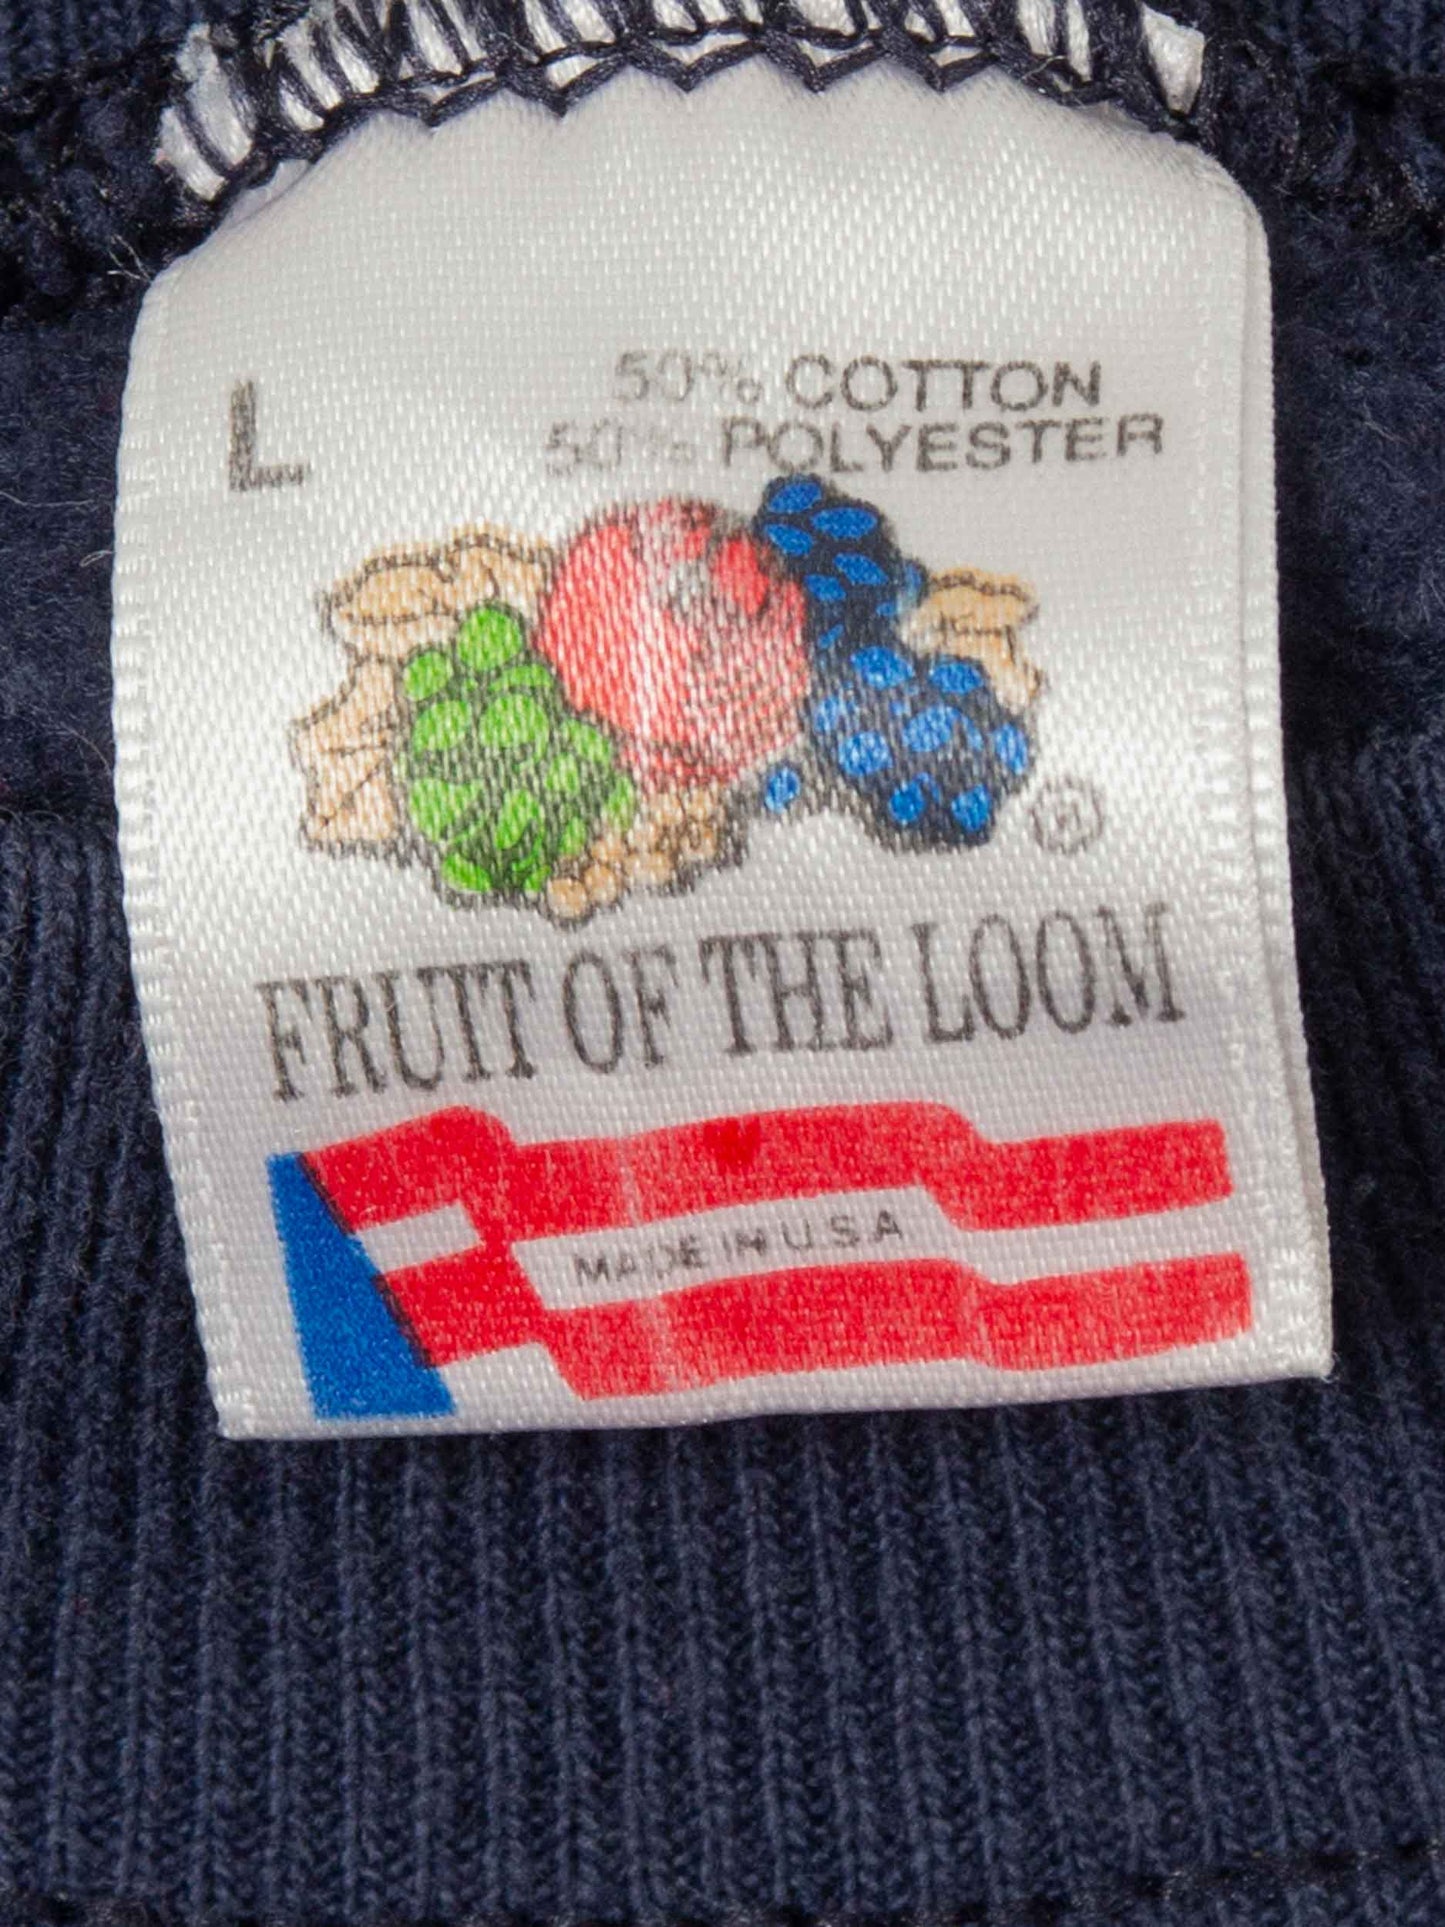 L
50% COTTON
50% POLYESTER
®
FRUIT OF THE LOOM
MADE IN U.S.A